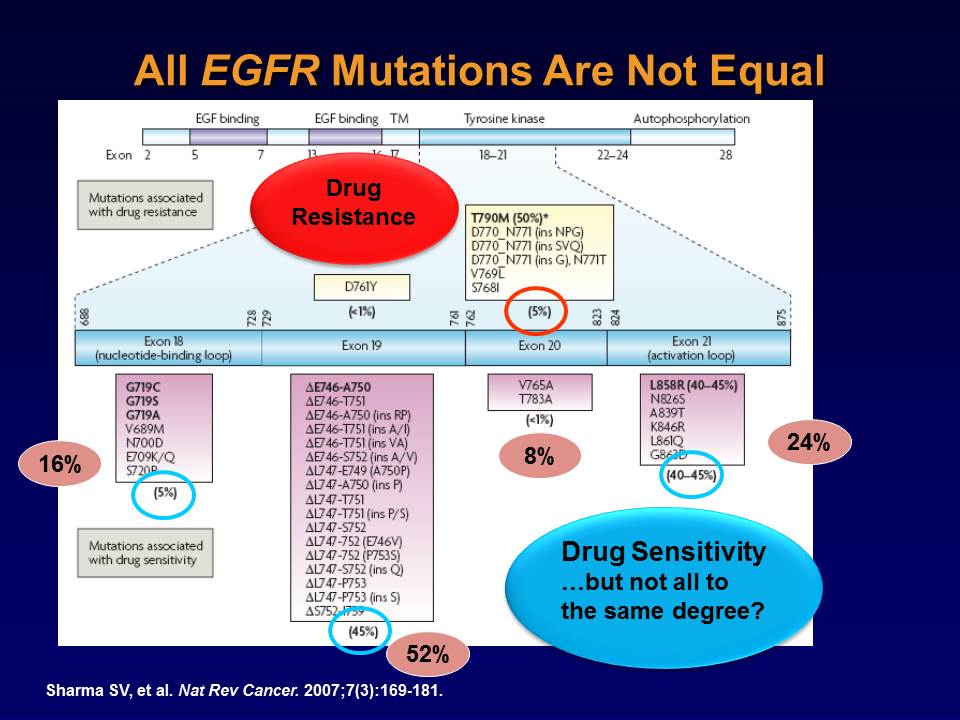 All EGFR Mutations Are Not Equal
EGF binding EGF binding TM Tyrosine kinase Autophosphorylation
Exon 2 5 7 13 16 17 18–21 22–24 28
Mutations associated
with drug resistance
Drug
Resistance
T790M (50%)*
D770_N771 (ins NPG)
D770_N771 (ins SVQ)
D770_N771 (ins G), N771T
V769L
S768I
D761Y
(<1%)
(5%)
688 728 729 761 762 823 824 875
Exon 18
(nucleotide-binding loop)
Exon 19
Exon 20
Exon 21
(activation loop)
G719C
G719S
G719A
V689M
N700D
E709K/Q
S720P
(5%)
16%
ΔE746-A750
ΔE746-T751
ΔE746-A750 (ins RP)
ΔE746-T751 (ins A/I)
ΔE746-T751 (ins VA)
ΔE746-S752 (ins A/V)
ΔL747-E749 (A750P)
ΔL747-A750 (ins P)
ΔL747-T751
ΔL747-T751 (ins P/S)
ΔL747-S752
ΔL747-752 (E746V)
ΔL747-752 (P753S)
ΔL747-S752 (ins Q)
ΔL747-P753
ΔL747-P753 (ins S)
ΔS752-I759
(45%)
52%
V765A
T783A
(<1%)
8%
L858R (40–45%)
N826S
A839T
K846R
L861Q
G863D
(40–45%)
24%
Mutations associated
with drug sensitivity
Drug Sensitivity
…but not all to
the same degree?
Sharma SV, et al. Nat Rev Cancer. 2007;7(3):169-181.